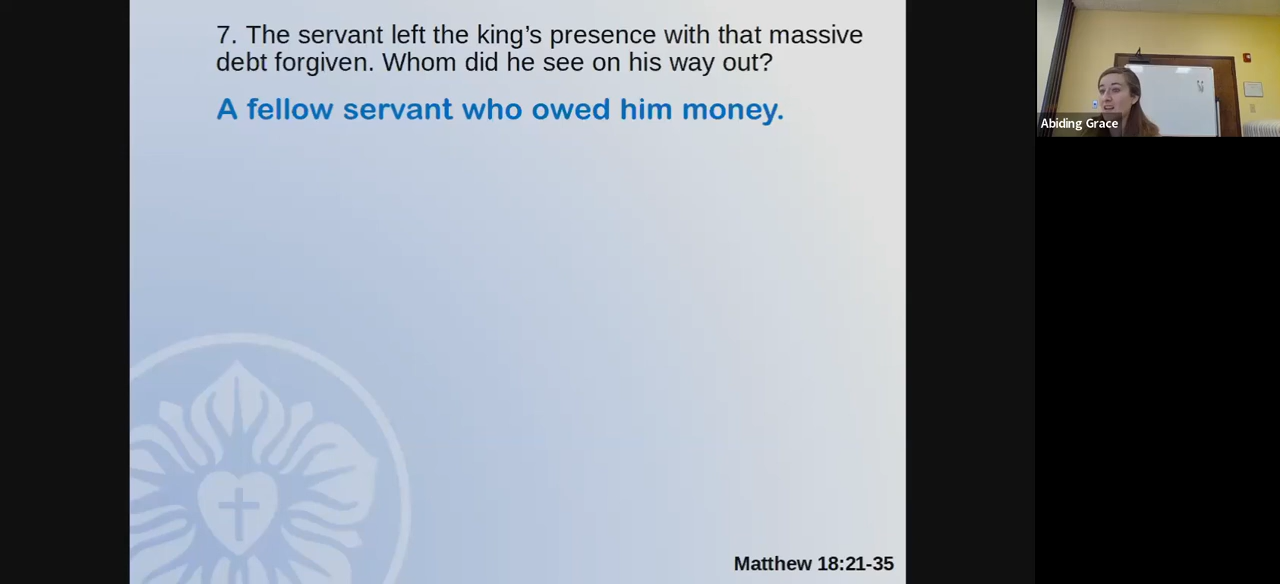 7. The servant left the king’s presence with that massive
debt forgiven. Whom did he see on his way out?
A fellow servant who owed him money.
Matthew 18:21-35
Abiding Grace